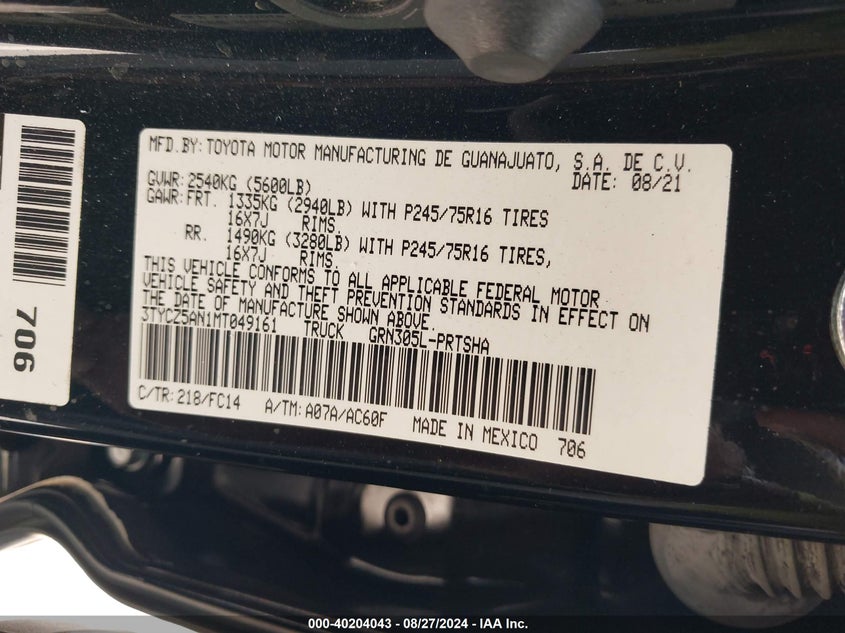 MFD.BY: TOYOTA MOTOR MANUFACTURING DE GUANAJUATO, S.A. DE C.V.
GVWR: 2540KG (5600LB) DATE: 08/21
GAWR: FRT. 1335KG (2940LB) WITH P245/75R16 TIRES
16X7J RIMS.
RR. 1490KG (3280LB) WITH P245/75R16 TIRES,
16X7J RIMS.
THIS VEHICLE CONFORMS TO ALL APPLICABLE FEDERAL MOTOR
VEHICLE SAFETY AND THEFT PREVENTION STANDARDS IN EFFECT ON
THE DATE OF MANUFACTURE SHOWN ABOVE.
3TYCZ5AN1MT049161 TRUCK GRN305L-PRTSHA
C/TR: 218/FC14 A/TM: A07A/AC60F MADE IN MEXICO 706
706
000-40204043 - 08/27/2024 - IAA Inc.